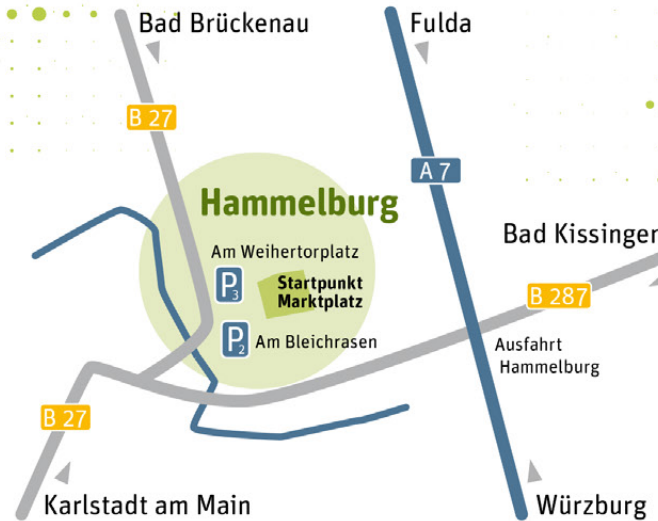 Bad Brückenau
Fulda
B 27
A 7
Hammelburg
Bad Kissingen
Am Weihertorplatz
P3
Startpunkt
Marktplatz
B 287
P2 Am Bleichrasen
Ausfahrt
Hammelburg
B 27
Karlstadt am Main
Würzburg